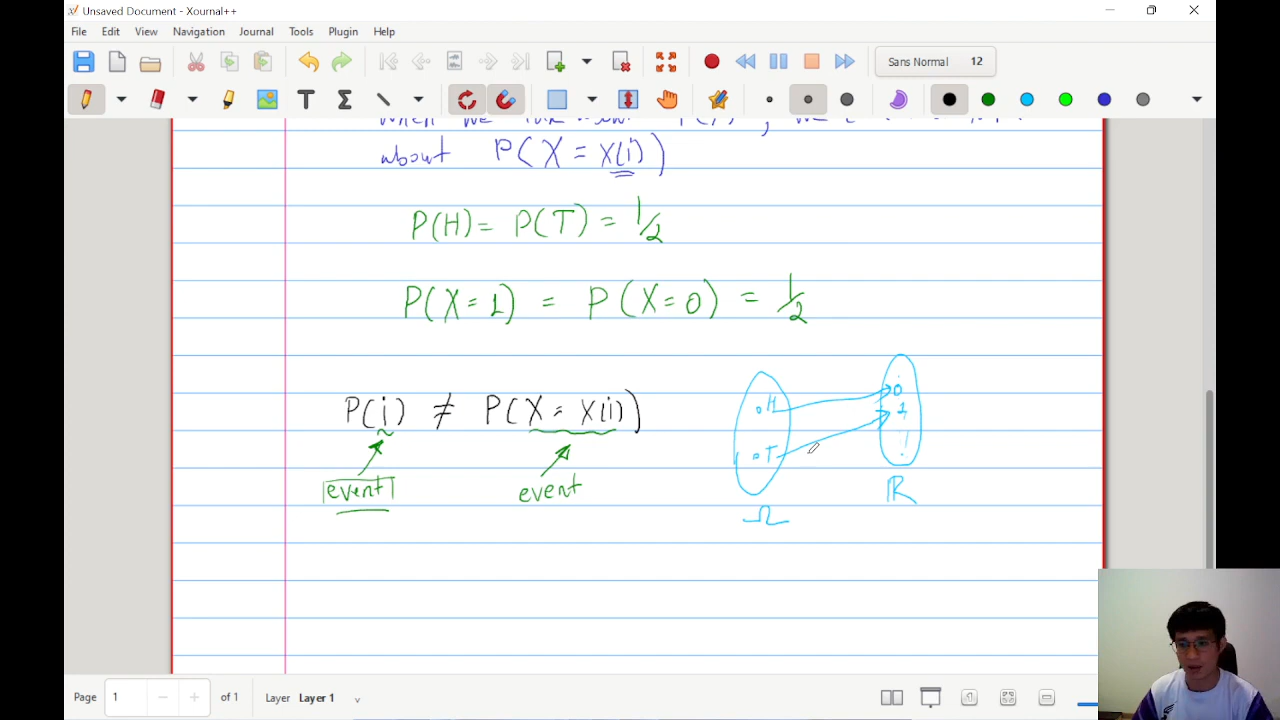 Unsaved Document - Xournal++
File Edit View Navigation Journal Tools Plugin Help
Sans Normal 12
about P(X = X(i))
P(H) = P(T) = 1/2
P(X = 1) = P(X = 0) = 1/2
P(i) ≠ P(X = X(i))
H 0
1
T
event event
Ω ℝ
Page 1 of 1 Layer Layer 1